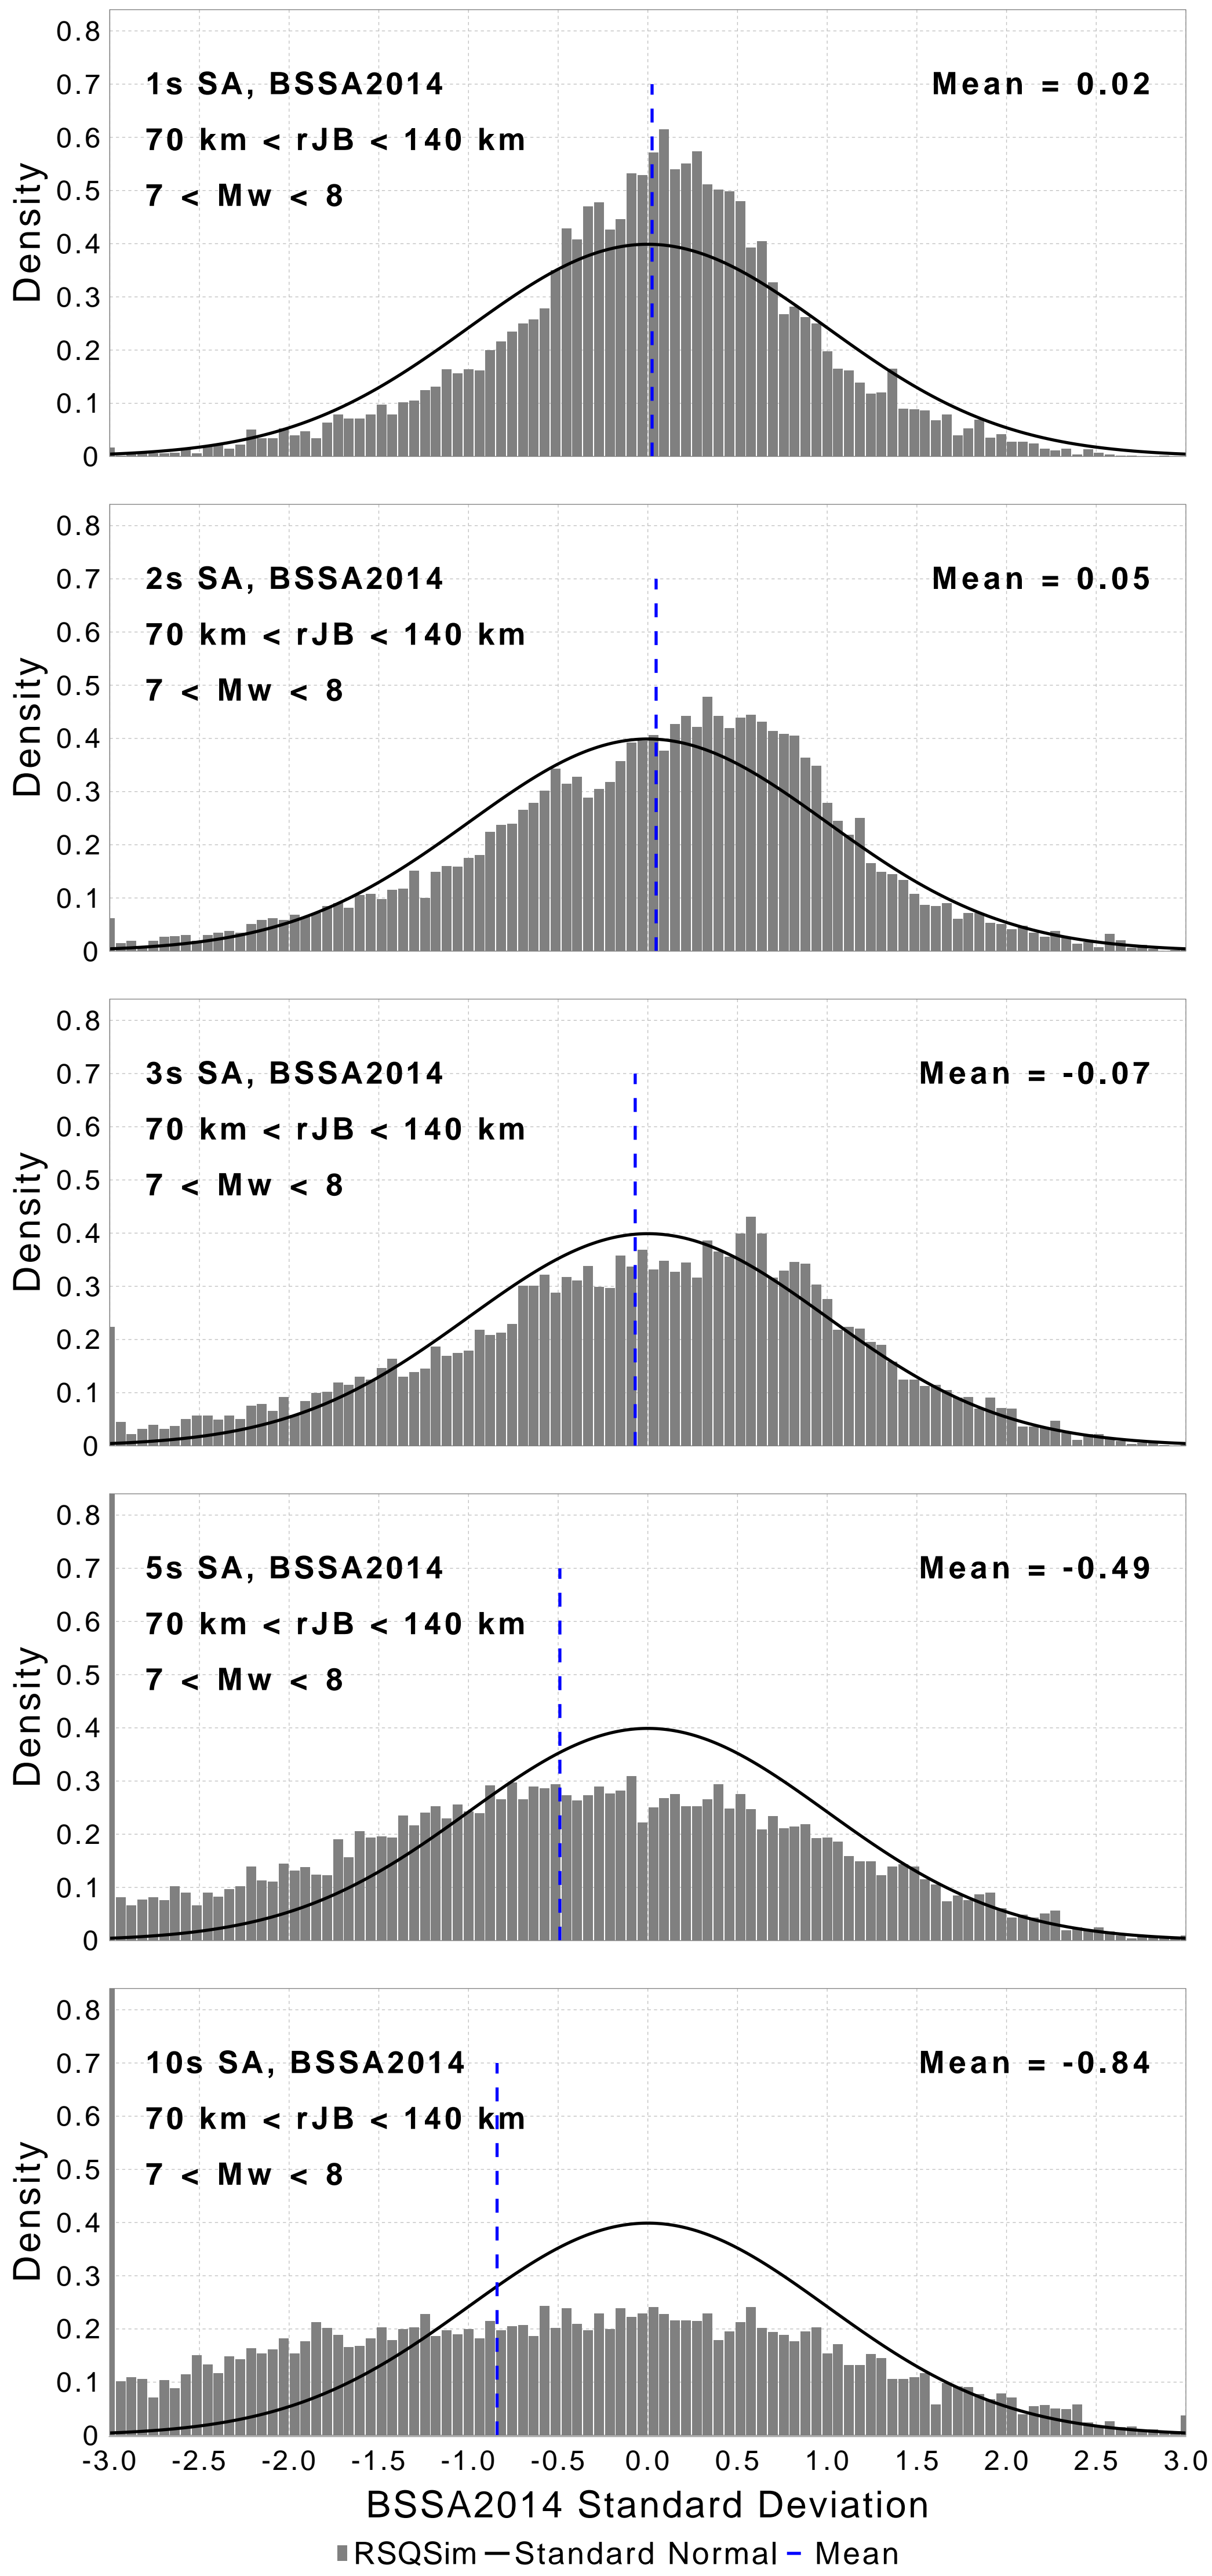 0.8
0.7
0.6
0.5
0.4
0.3
0.2
0.1
0
Density
1s SA, BSSA2014
70 km < rJB < 140 km
7 < Mw < 8
Mean = 0.02
0.8
0.7
0.6
0.5
0.4
0.3
0.2
0.1
0
Density
2s SA, BSSA2014
70 km < rJB < 140 km
7 < Mw < 8
Mean = 0.05
0.8
0.7
0.6
0.5
0.4
0.3
0.2
0.1
0
Density
3s SA, BSSA2014
70 km < rJB < 140 km
7 < Mw < 8
Mean = -0.07
0.8
0.7
0.6
0.5
0.4
0.3
0.2
0.1
0
Density
5s SA, BSSA2014
70 km < rJB < 140 km
7 < Mw < 8
Mean = -0.49
0.8
0.7
0.6
0.5
0.4
0.3
0.2
0.1
0
Density
10s SA, BSSA2014
70 km < rJB < 140 km
7 < Mw < 8
Mean = -0.84
-3.0 -2.5 -2.0 -1.5 -1.0 -0.5 0.0 0.5 1.0 1.5 2.0 2.5 3.0
BSSA2014 Standard Deviation
RSQSim Standard Normal Mean